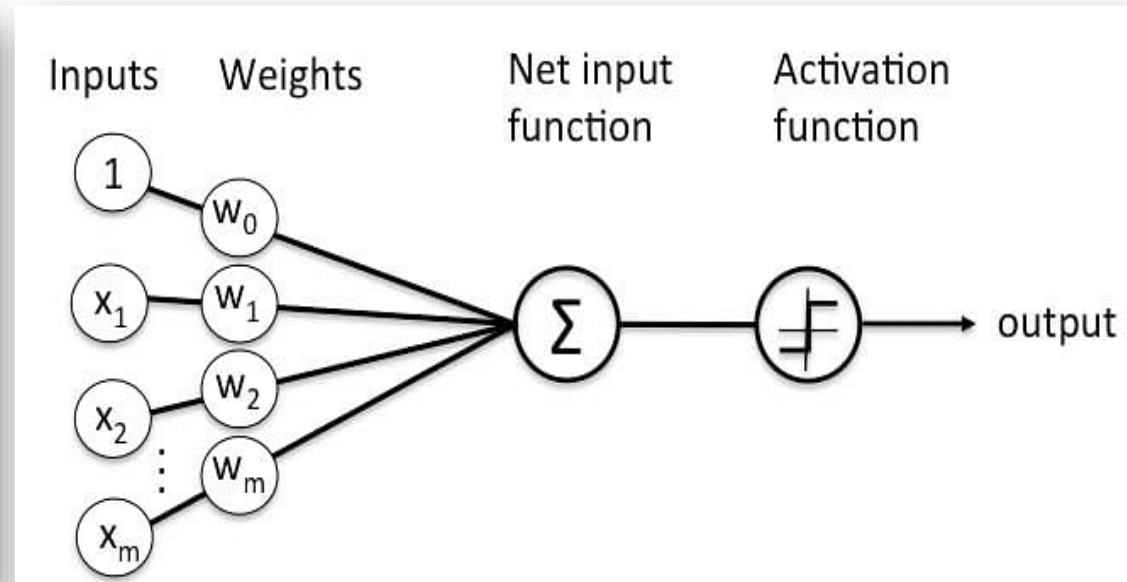 Inputs Weights Net input function Activation function
1
w₀
x₁ w₁
Σ
output
x₂ w₂
⋮
wₘ
xₘ